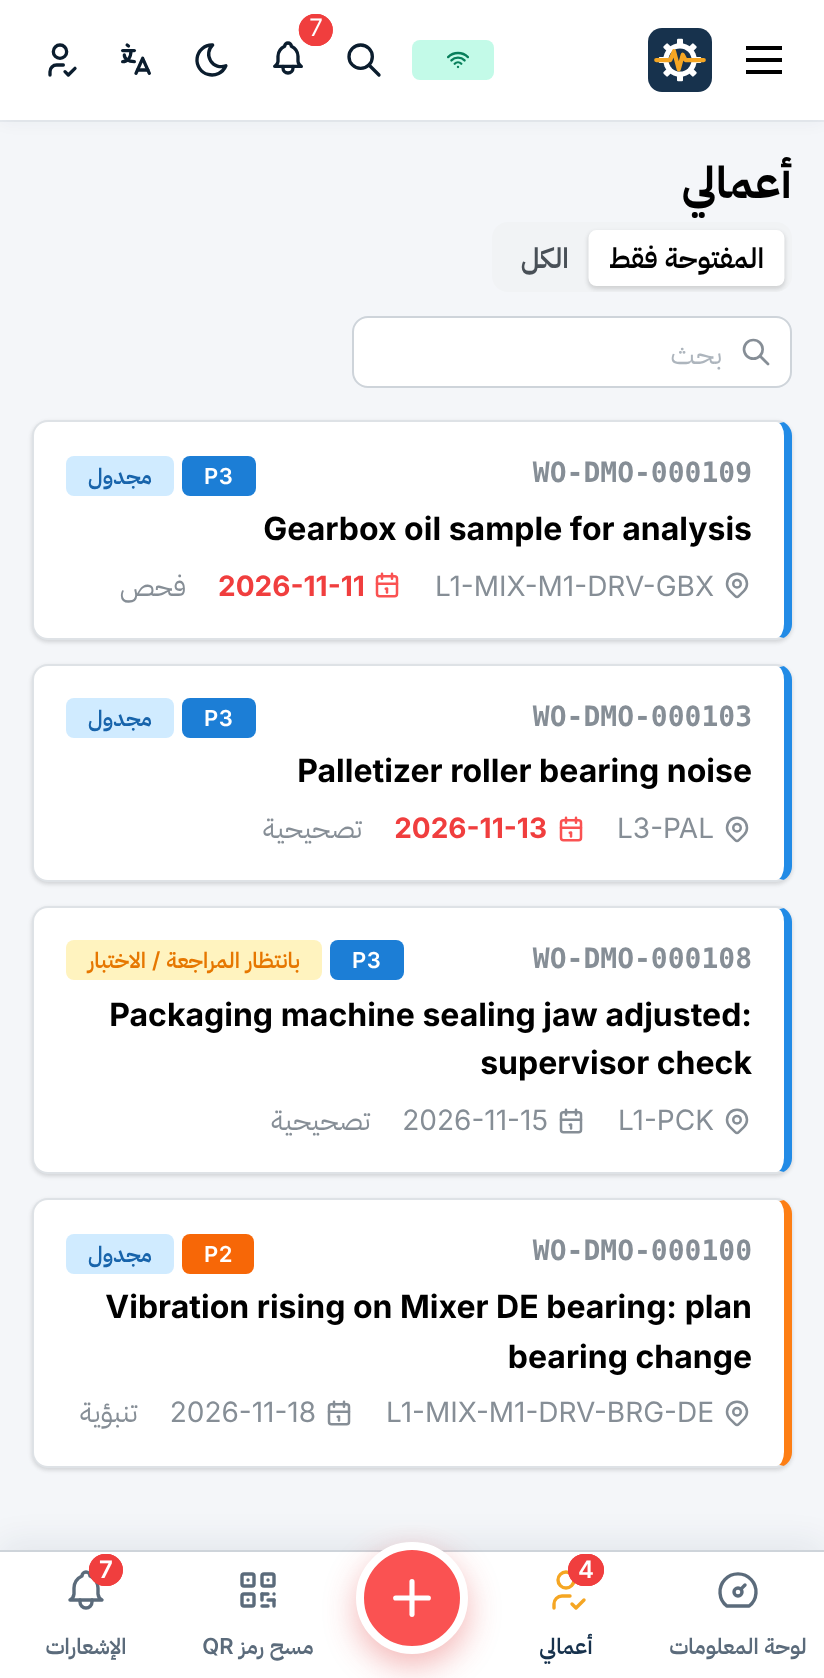 7
أعمالي
المفتوحة فقط الكل
بحث
WO-DMO-000109 P3 مجدول
Gearbox oil sample for analysis
L1-MIX-M1-DRV-GBX 2026-11-11 فحص
WO-DMO-000103 P3 مجدول
Palletizer roller bearing noise
L3-PAL 2026-11-13 تصحيحية
WO-DMO-000108 P3 بانتظار المراجعة / الاختبار
Packaging machine sealing jaw adjusted:
supervisor check
L1-PCK 2026-11-15 تصحيحية
WO-DMO-000100 P2 مجدول
Vibration rising on Mixer DE bearing: plan
bearing change
L1-MIX-M1-DRV-BRG-DE 2026-11-18 تنبؤية
4 7
لوحة المعلومات أعمالي مسح رمز QR الإشعارات